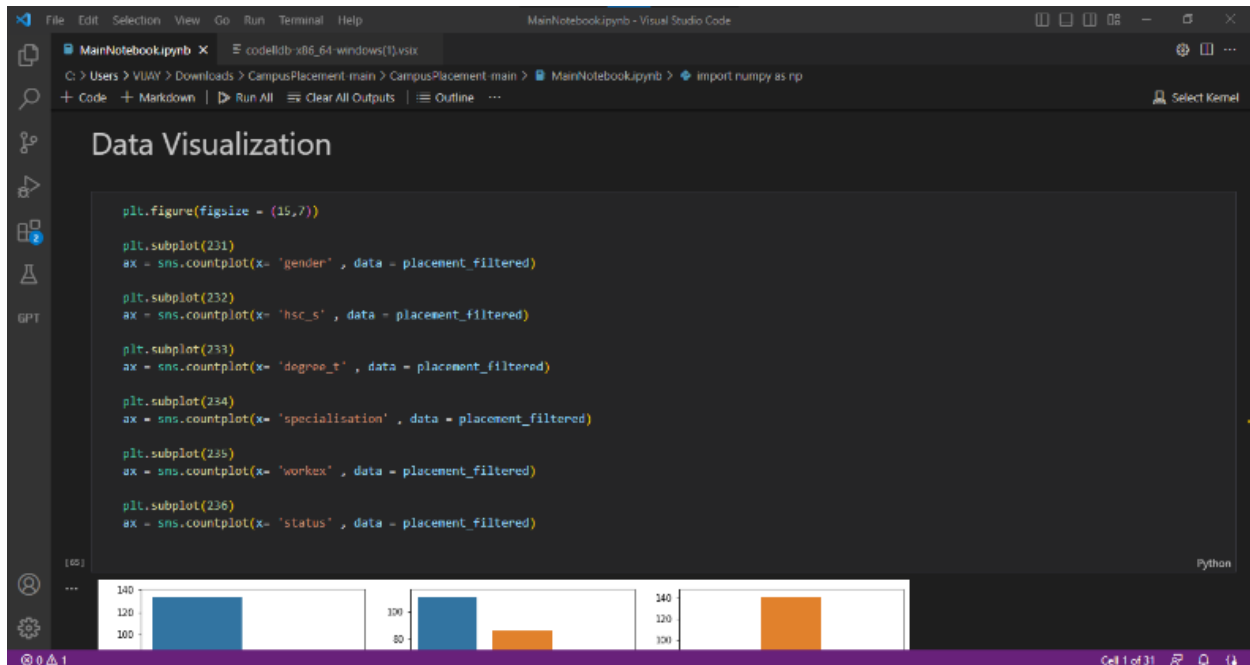 File Edit Selection View Go Run Terminal Help MainNotebook.ipynb - Visual Studio Code
MainNotebook.ipynb codelldb-x86_64-windows(1).vsix
C: > Users > VIJAY > Downloads > CampusPlacement-main > CampusPlacement-main > MainNotebook.ipynb > import numpy as np
+ Code + Markdown | Run All Clear All Outputs | Outline ...
Select Kernel
Data Visualization
plt.figure(figsize = (15,7))
plt.subplot(231)
ax = sns.countplot(x= 'gender' , data = placement_filtered)
plt.subplot(232)
ax = sns.countplot(x= 'hsc_s' , data = placement_filtered)
plt.subplot(233)
ax = sns.countplot(x= 'degree_t' , data = placement_filtered)
plt.subplot(234)
ax = sns.countplot(x= 'specialisation' , data = placement_filtered)
plt.subplot(235)
ax = sns.countplot(x= 'workex' , data = placement_filtered)
plt.subplot(236)
ax = sns.countplot(x= 'status' , data = placement_filtered)
2
GPT
[65]
Python
140
120
100
100
80
140
120
100
0 1
Cell 1 of 31